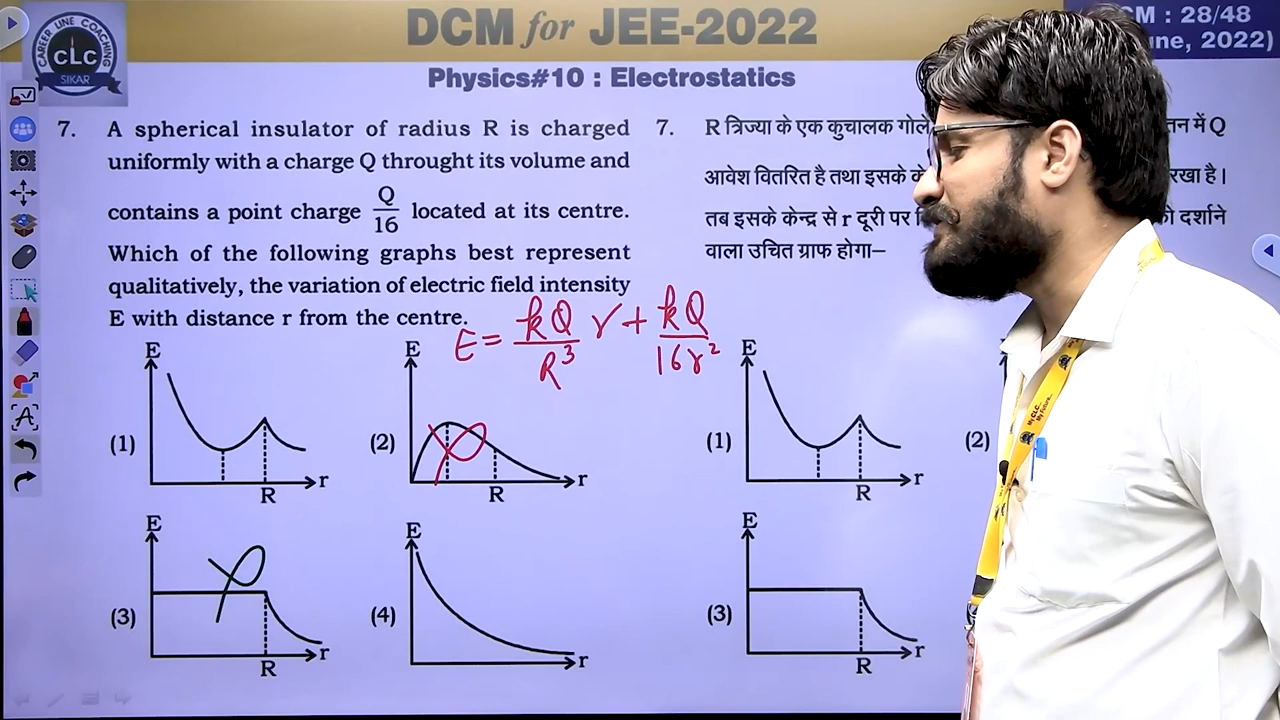 DCM for JEE-2022
CM : 28/48
une, 2022)
CAREER LINE COACHING
CLC
SIKAR
Physics#10 : Electrostatics
7. A spherical insulator of radius R is charged
uniformly with a charge Q throught its volume and
contains a point charge Q/16 located at its centre.
Which of the following graphs best represent
qualitatively, the variation of electric field intensity
E with distance r from the centre.
E = kQ/R³ r + kQ/16r²
(1) E R r
(2) E R r
(3) E R r
(4) E r
7. R त्रिज्या के एक कुचालक गोले तन में Q
आवेश वितरित है तथा इसके के रखा है।
तब इसके केन्द्र से r दूरी पर को दर्शाने
वाला उचित ग्राफ होगा–
(1) E R r
(2)
(3) E R r
My CLC..
My Future..